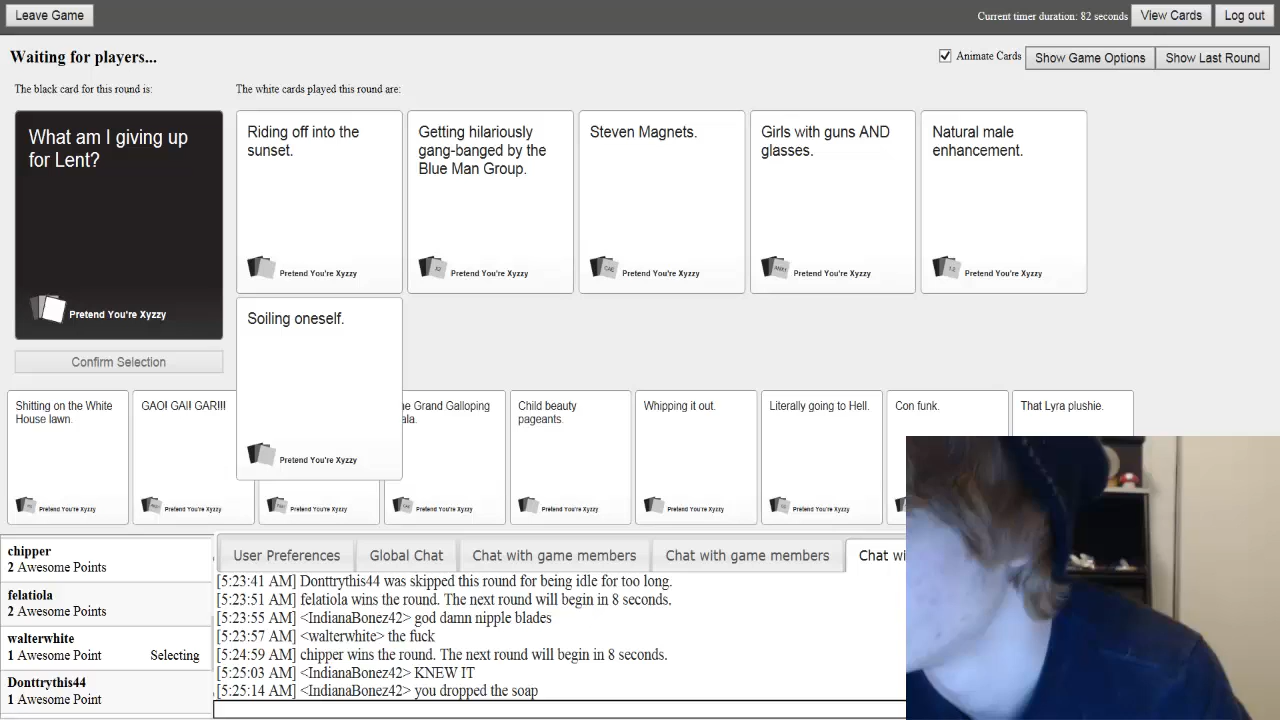 Leave Game
Current timer duration: 82 seconds
View Cards
Log out
Waiting for players...
Animate Cards
Show Game Options
Show Last Round
The black card for this round is:
The white cards played this round are:
What am I giving up
for Lent?
Pretend You're Xyzzy
Confirm Selection
Riding off into the
sunset.
Pretend You're Xyzzy
Getting hilariously
gang-banged by the
Blue Man Group.
X2
Pretend You're Xyzzy
Steven Magnets.
CAE
Pretend You're Xyzzy
Girls with guns AND
glasses.
Pretend You're Xyzzy
Natural male
enhancement.
1.2
Pretend You're Xyzzy
Soiling oneself.
Pretend You're Xyzzy
Shitting on the White
House lawn.
Pretend You're Xyzzy
GAO! GAI! GAR!!!
Pretend You're Xyzzy
Pretend You're Xyzzy
Grand Galloping
Pretend You're Xyzzy
Child beauty
pageants.
Pretend You're Xyzzy
Whipping it out.
Pretend You're Xyzzy
Literally going to Hell.
Pretend You're Xyzzy
Con funk.
That Lyra plushie.
chipper
2 Awesome Points
felatiola
2 Awesome Points
walterwhite
1 Awesome Point
Selecting
Donttrythis44
1 Awesome Points
User Preferences
Global Chat
Chat with game members
Chat with game members
Chat wi
[5:23:41 AM] Donttrythis44 was skipped this round for being idle for too long.
[5:23:51 AM] felatiola wins the round. The next round will begin in 8 seconds.
[5:23:55 AM] <IndianaBonez42> god damn nipple blades
[5:23:57 AM] <walterwhite> the fuck
[5:24:59 AM] chipper wins the round. The next round will begin in 8 seconds.
[5:25:03 AM] <IndianaBonez42> KNEW IT
[5:25:14 AM] <IndianaBonez42> you dropped the soap